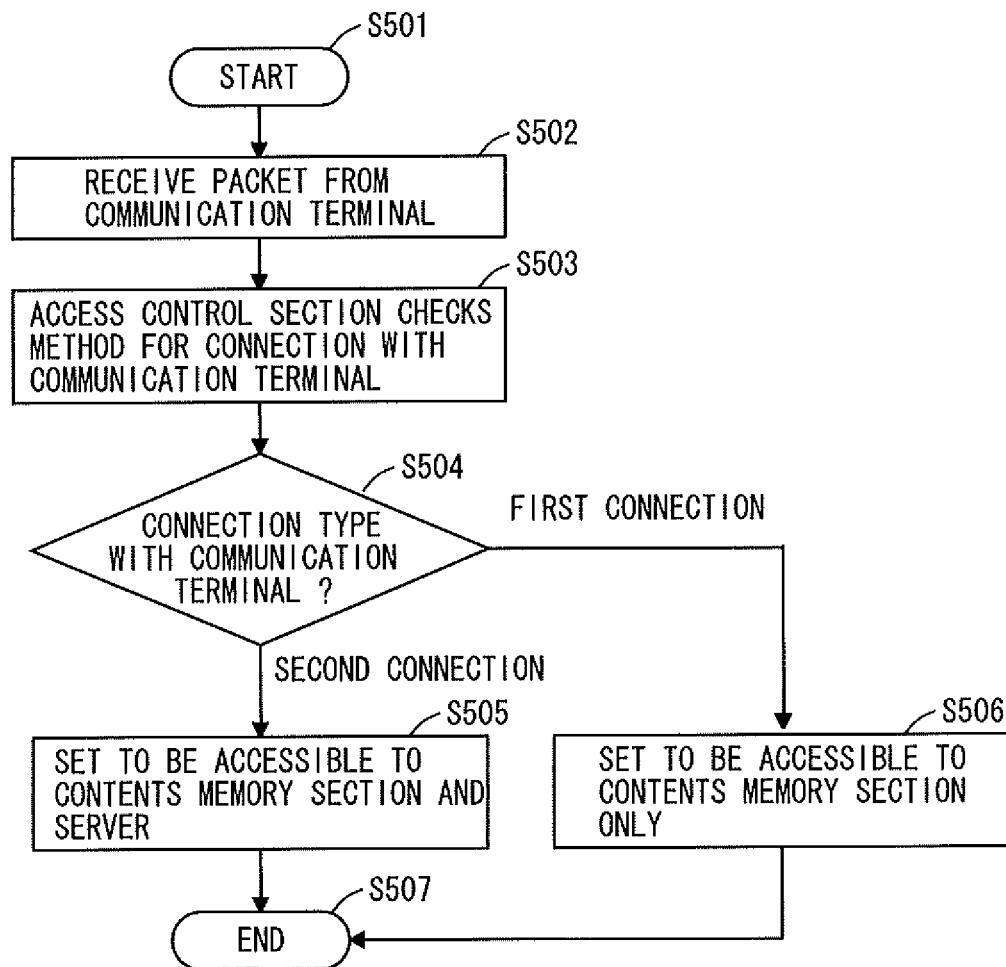 S501
START
S502
RECEIVE PACKET FROM
COMMUNICATION TERMINAL
S503
ACCESS CONTROL SECTION CHECKS
METHOD FOR CONNECTION WITH
COMMUNICATION TERMINAL
S504
CONNECTION TYPE
WITH COMMUNICATION
TERMINAL ?
FIRST CONNECTION
SECOND CONNECTION
S505
SET TO BE ACCESSIBLE TO
CONTENTS MEMORY SECTION AND
SERVER
S506
SET TO BE ACCESSIBLE TO
CONTENTS MEMORY SECTION
ONLY
S507
END